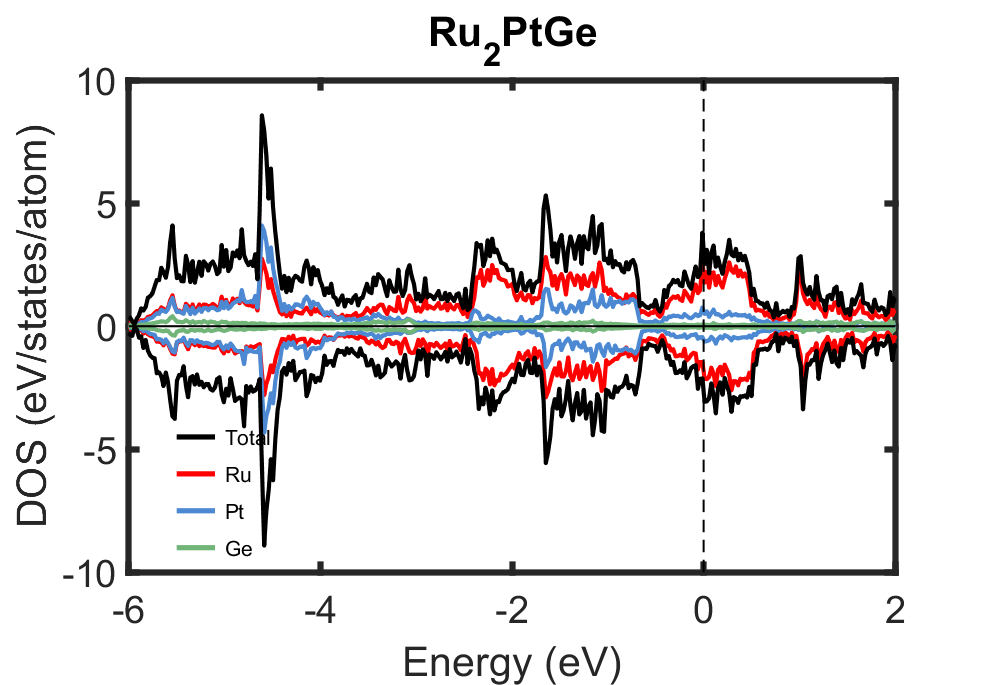 Ru2PtGe
DOS (eV/states/atom)
10
5
0
-5
-10
Total
Ru
Pt
Ge
-6 -4 -2 0 2
Energy (eV)